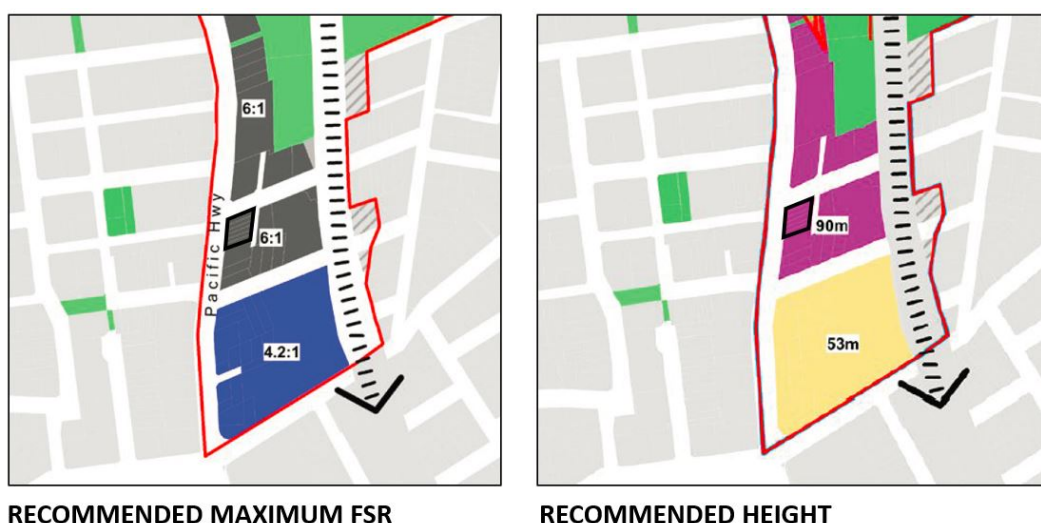 6:1
Pacific Hwy
6:1
4.2:1
RECOMMENDED MAXIMUM FSR
90m
53m
RECOMMENDED HEIGHT